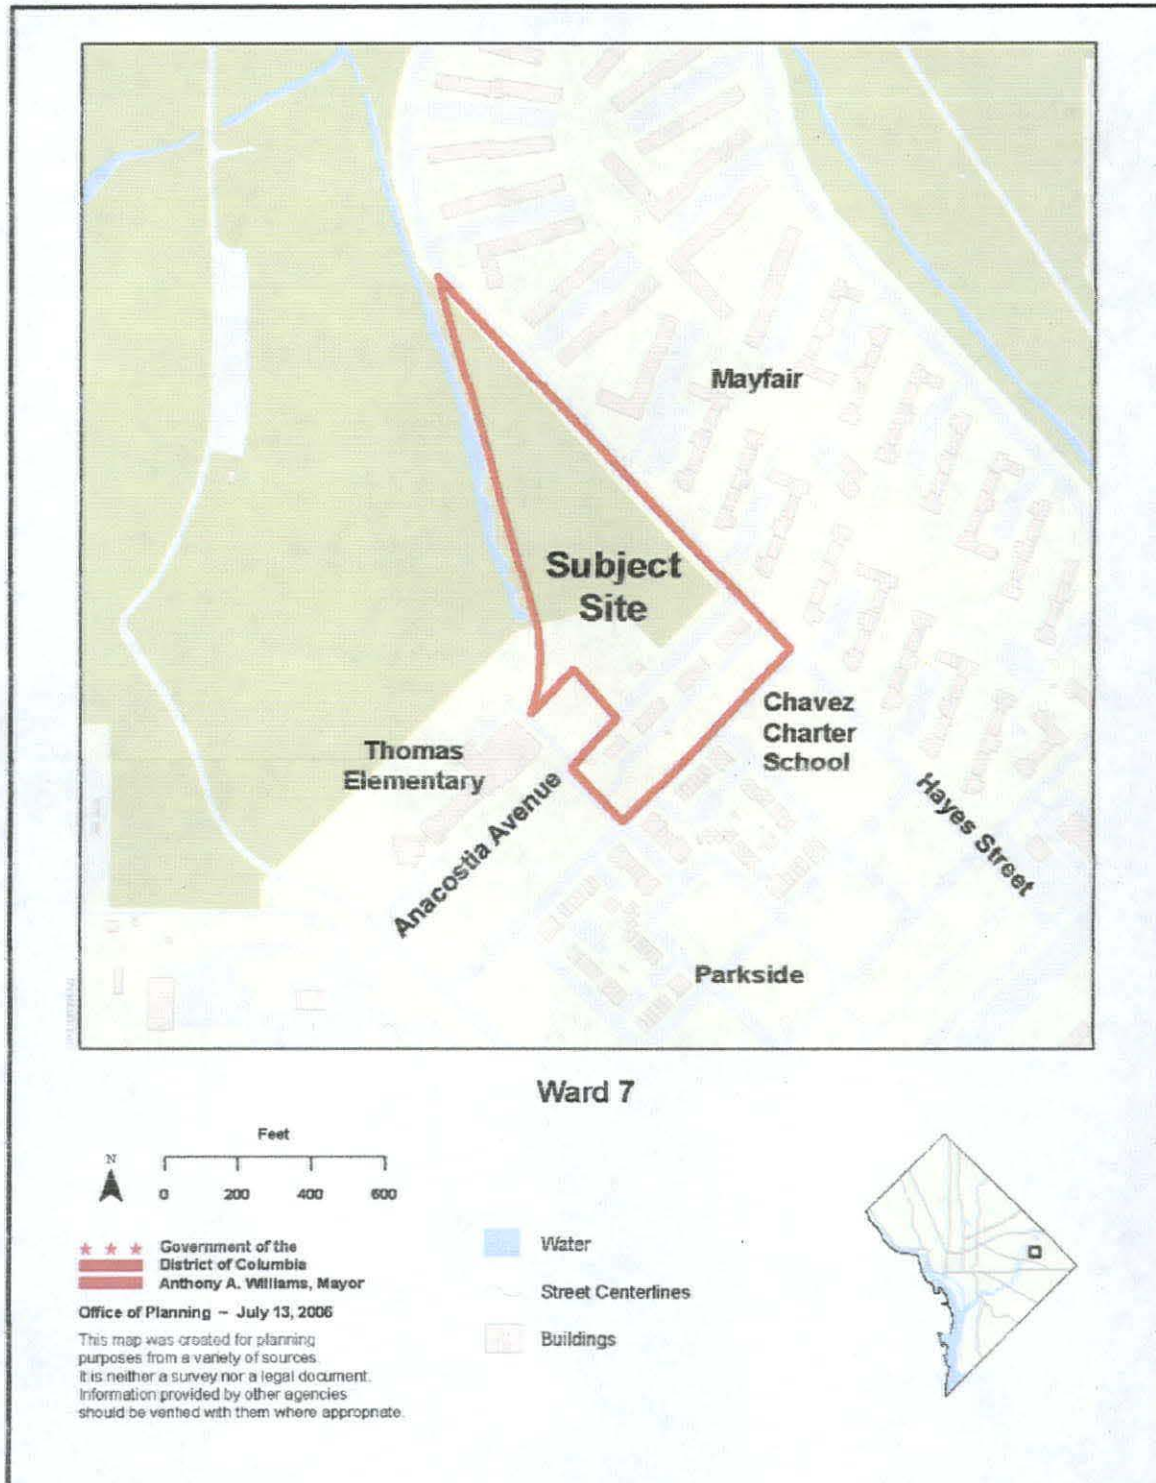 Mayfair
Subject
Site
Chavez
Charter
School
Thomas
Elementary
Anacostia Avenue
Hayes Street
Parkside
Ward 7
Feet
N
0 200 400 600
Government of the
District of Columbia
Anthony A. Williams, Mayor
Office of Planning ~ July 13, 2006
This map was created for planning
purposes from a variety of sources.
It is neither a survey nor a legal document.
Information provided by other agencies
should be verified with them where appropriate.
Water
Street Centerlines
Buildings